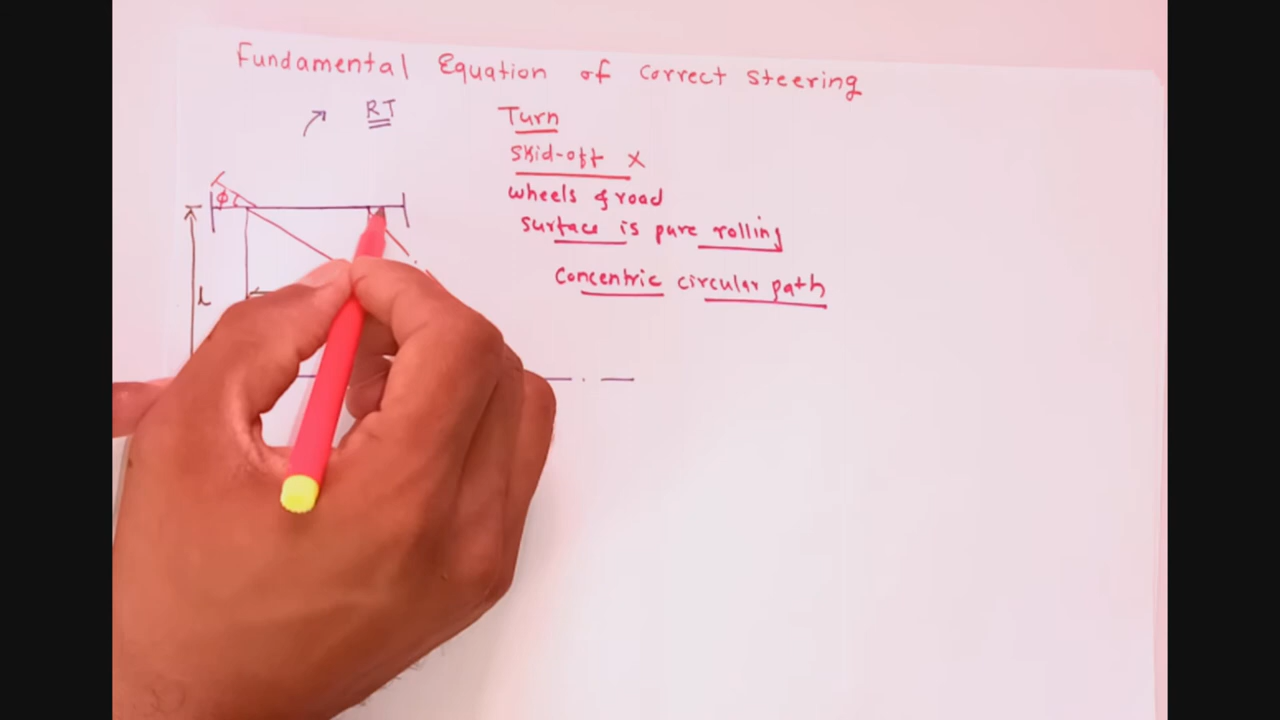 Fundamental Equation of Correct Steering
RT
Turn
Skid-off X
wheels & road
surface is pure rolling
Concentric circular path
φ
l